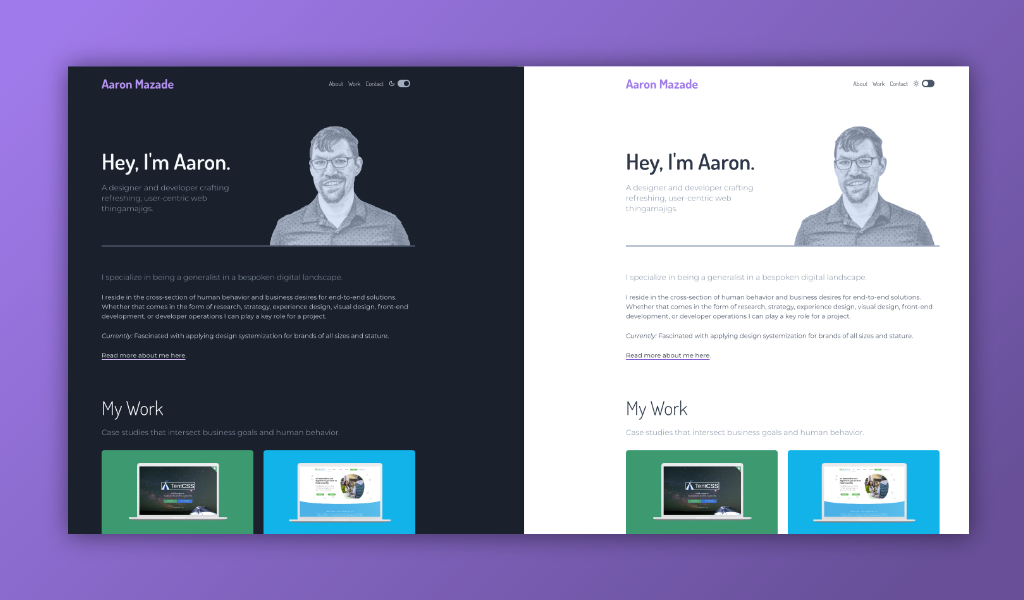 Aaron Mazade
About Work Contact
Hey, I'm Aaron.
A designer and developer crafting
refreshing, user-centric web
thingamajigs.
I specialize in being a generalist in a bespoken digital landscape.
I reside in the cross-section of human behavior and business desires for end-to-end solutions.
Whether that comes in the form of research, strategy, experience design, visual design, front-end
development, or developer operations I can play a key role for a project.
Currently: Fascinated with applying design systemization for brands of all sizes and stature.
Read more about me here.
My Work
Case studies that intersect business goals and human behavior.
TentCSS
Aaron Mazade
About Work Contact
Hey, I'm Aaron.
A designer and developer crafting
refreshing, user-centric web
thingamajigs.
I specialize in being a generalist in a bespoken digital landscape.
I reside in the cross-section of human behavior and business desires for end-to-end solutions.
Whether that comes in the form of research, strategy, experience design, visual design, front-end
development, or developer operations I can play a key role for a project.
Currently: Fascinated with applying design systemization for brands of all sizes and stature.
Read more about me here.
My Work
Case studies that intersect business goals and human behavior.
TentCSS